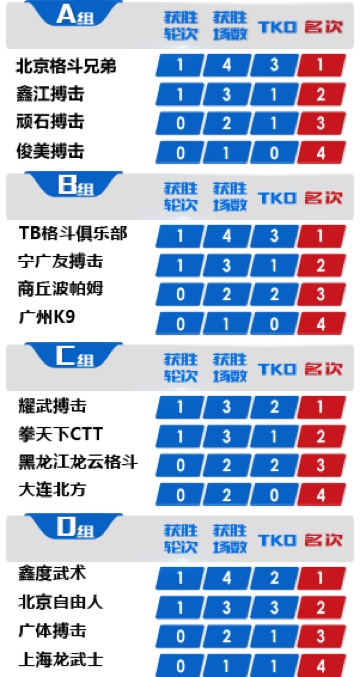 A组 获胜轮次 获胜场数 TKO 名次
北京格斗兄弟 1 4 3 1
鑫江搏击 1 3 1 2
顽石搏击 0 2 1 3
俊美搏击 0 1 0 4
B组 获胜轮次 获胜场数 TKO 名次
TB格斗俱乐部 1 4 3 1
宁广友搏击 1 3 1 2
商丘波帕姆 0 2 2 3
广州K9 0 1 0 4
C组 获胜轮次 获胜场数 TKO 名次
耀武搏击 1 3 2 1
拳天下CTT 1 3 1 2
黑龙江龙云格斗 0 2 2 3
大连北方 0 2 0 4
D组 获胜轮次 获胜场数 TKO 名次
鑫度武术 1 4 2 1
北京自由人 1 3 3 2
广体搏击 0 2 1 3
上海龙武士 0 1 1 4